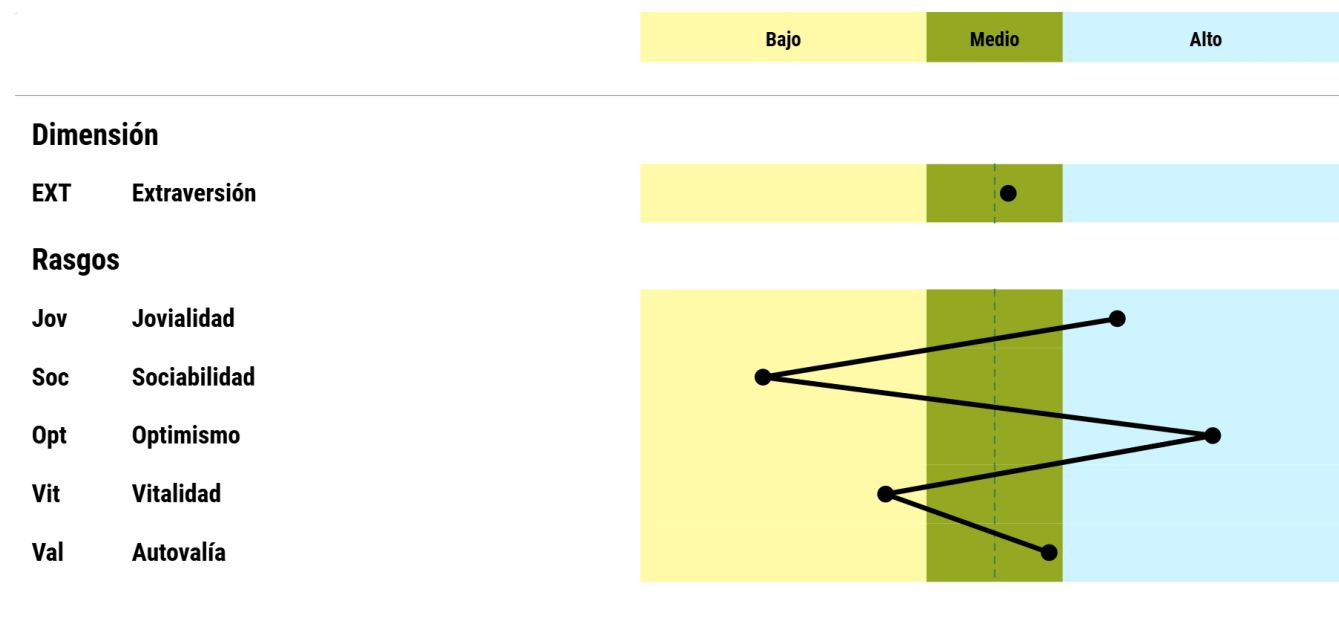 Bajo Medio Alto
Dimensión
EXT Extraversión
Rasgos
Jov Jovialidad
Soc Sociabilidad
Opt Optimismo
Vit Vitalidad
Val Autovalía